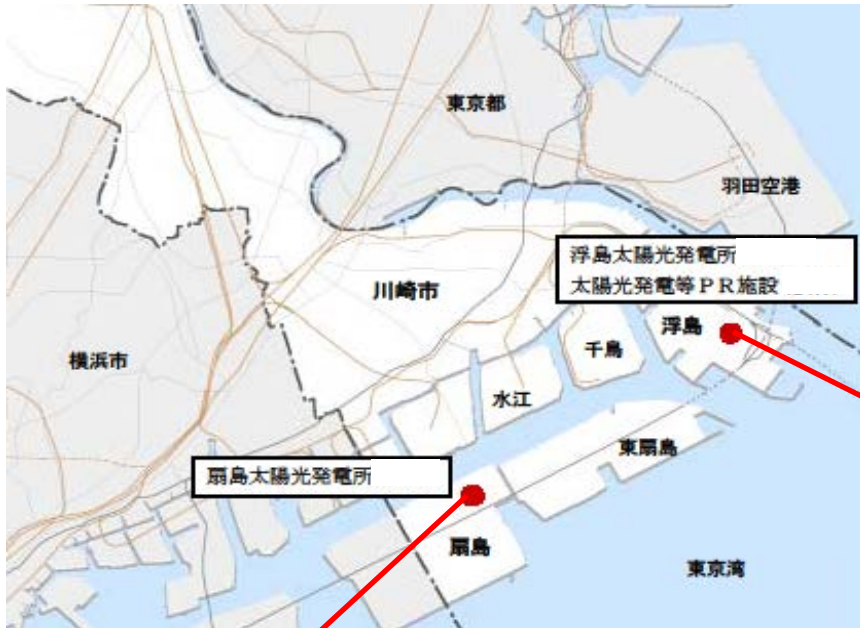 東京都
羽田空港
浮島太陽光発電所
太陽光発電等PR施設
川崎市
浮島
千鳥
横浜市
水江
東扇島
扇島太陽光発電所
扇島
東京湾